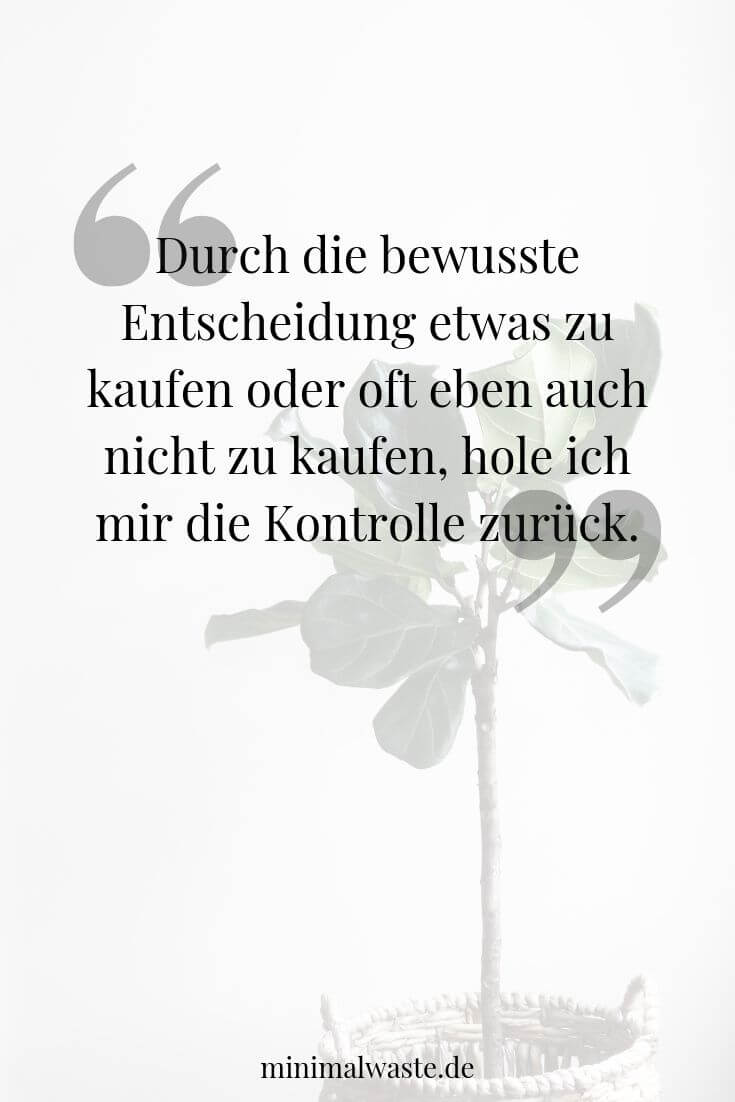 Durch die bewusste
Entscheidung etwas zu
kaufen oder oft eben auch
nicht zu kaufen, hole ich
mir die Kontrolle zurück.
minimalwaste.de